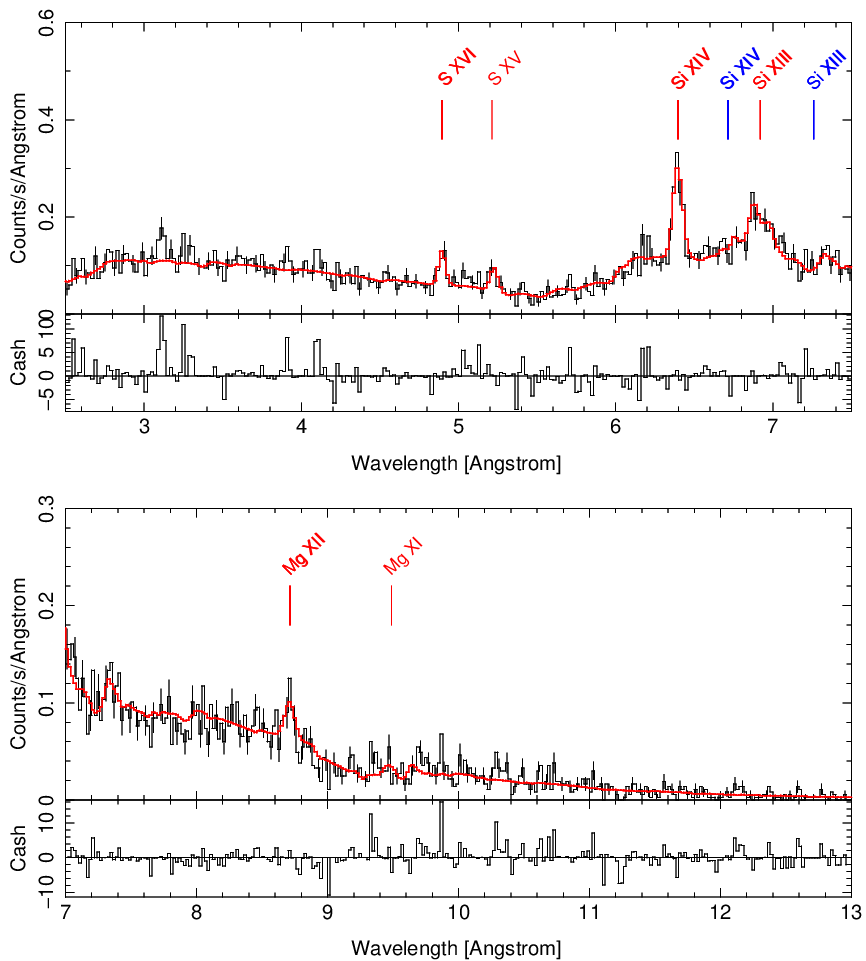 0.6
S XVI
S XV
Si XIV
Si XIV
Si XIII
Si XIII
0.4
Counts/s/Angstrom
0.2
100
5
0
−5
Cash
3
4
5
6
7
Wavelength [Angstrom]
0.3
Mg XII
Mg XI
0.2
Counts/s/Angstrom
0.1
0
10
0
−10
Cash
7
8
9
10
11
12
13
Wavelength [Angstrom]